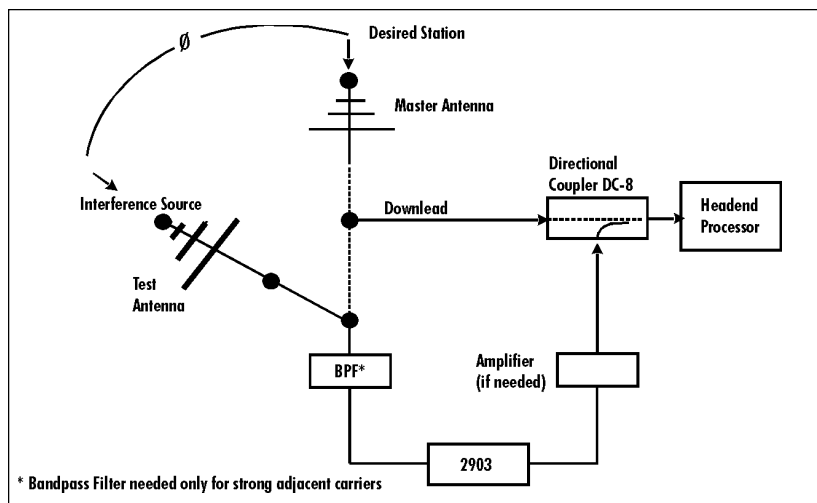 Ø
Desired Station
Master Antenna
Interference Source
Downlead
Directional
Coupler DC-8
Headend
Processor
Test
Antenna
BPF*
Amplifier
(if needed)
2903
* Bandpass Filter needed only for strong adjacent carriers